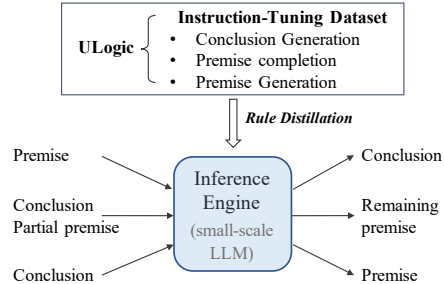 Instruction-Tuning Dataset
ULogic
• Conclusion Generation
• Premise completion
• Premise Generation
Rule Distillation
Premise
Conclusion
Partial premise
Conclusion
Inference
Engine
(small-scale
LLM)
Conclusion
Remaining
premise
Premise